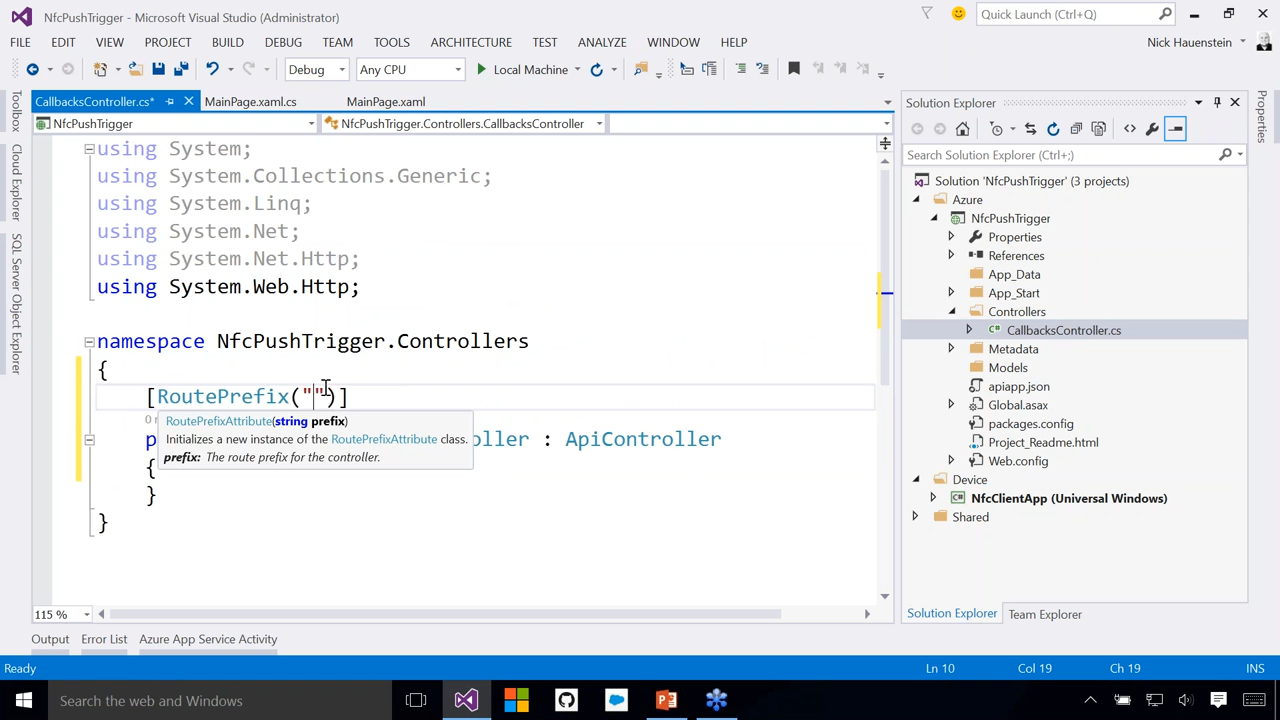 NfcPushTrigger - Microsoft Visual Studio (Administrator)
Quick Launch (Ctrl+Q)
FILE EDIT VIEW PROJECT BUILD DEBUG TEAM TOOLS ARCHITECTURE TEST ANALYZE WINDOW HELP
Nick Hauenstein
Debug Any CPU Local Machine
CallbacksController.cs* MainPage.xaml.cs MainPage.xaml
NfcPushTrigger NfcPushTrigger.Controllers.CallbacksController
Toolbox
Cloud Explorer
SQL Server Object Explorer
using System;
using System.Collections.Generic;
using System.Linq;
using System.Net;
using System.Net.Http;
using System.Web.Http;
namespace NfcPushTrigger.Controllers
{
[RoutePrefix("")]
0
RoutePrefixAttribute(string prefix)
Initializes a new instance of the RoutePrefixAttribute class.
prefix: The route prefix for the controller.
p oller : ApiController
{
}
}
115 %
Solution Explorer
Search Solution Explorer (Ctrl+;)
Solution 'NfcPushTrigger' (3 projects)
Azure
NfcPushTrigger
Properties
References
App_Data
App_Start
Controllers
CallbacksController.cs
Metadata
Models
apiapp.json
Global.asax
packages.config
Project_Readme.html
Web.config
Device
NfcClientApp (Universal Windows)
Shared
Solution Explorer Team Explorer
Properties
Output Error List Azure App Service Activity
Ready Ln 10 Col 19 Ch 19 INS
Search the web and Windows